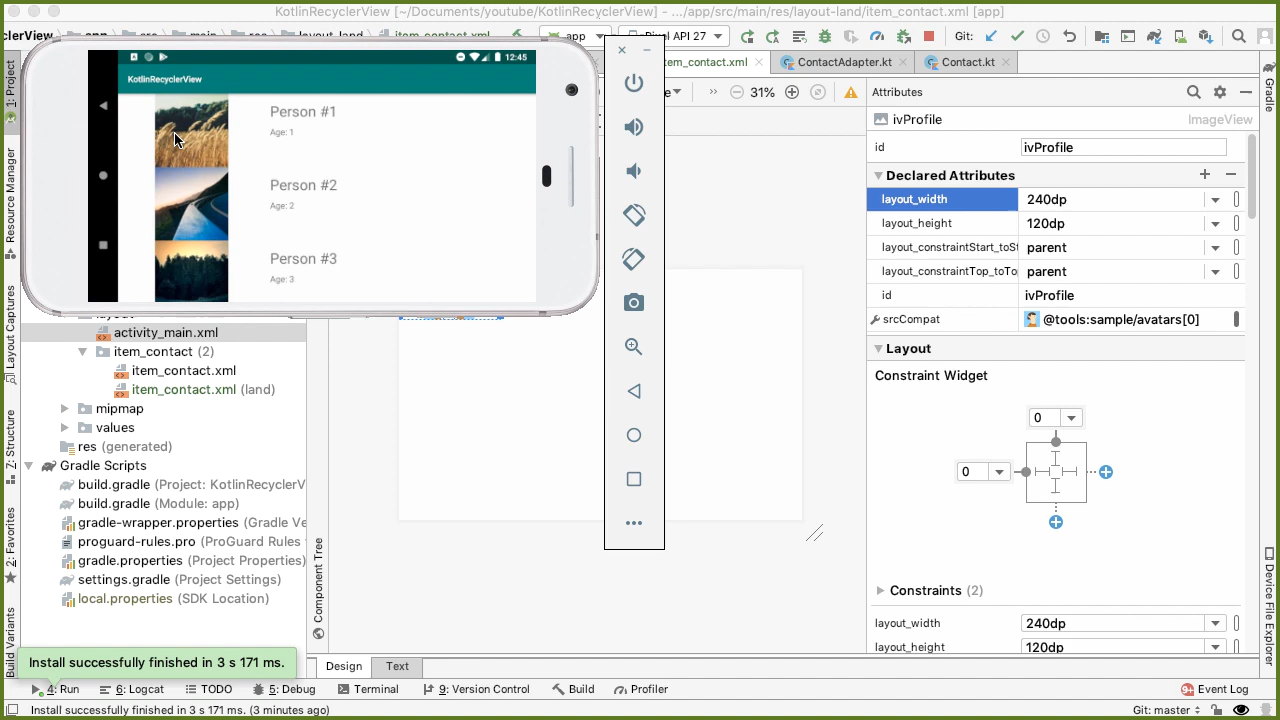 KotlinRecyclerView [~/Documents/youtube/KotlinRecyclerView] - .../app/src/main/res/layout-land/item_contact.xml [app]
app
Pixel API 27
Git:
12:45
KotlinRecyclerView
Person #1
Age: 1
Person #2
Age: 2
Person #3
Age: 3
ContactAdapter.kt
Contact.kt
31%
Attributes
ivProfile
ImageView
id
ivProfile
Declared Attributes
layout_width
240dp
layout_height
120dp
layout_constraintStart_toSt
parent
layout_constraintTop_toTo
parent
id
ivProfile
srcCompat
@tools:sample/avatars[0]
Layout
Constraint Widget
0
0
Constraints (2)
layout_width
240dp
layout_height
120dp
activity_main.xml
item_contact (2)
item_contact.xml
item_contact.xml (land)
mipmap
values
res (generated)
Gradle Scripts
build.gradle (Project: KotlinRecyclerV
build.gradle (Module: app)
gradle-wrapper.properties (Gradle Ve
proguard-rules.pro (ProGuard Rules
gradle.properties (Project Properties)
settings.gradle (Project Settings)
local.properties (SDK Location)
1: Project
Resource Manager
Layout Captures
Z: Structure
2: Favorites
Build Variants
Component Tree
Gradle
Device File Explorer
Install successfully finished in 3 s 171 ms.
Design
Text
4: Run
6: Logcat
TODO
5: Debug
Terminal
9: Version Control
Build
Profiler
Event Log
Install successfully finished in 3 s 171 ms. (3 minutes ago)
Git: master